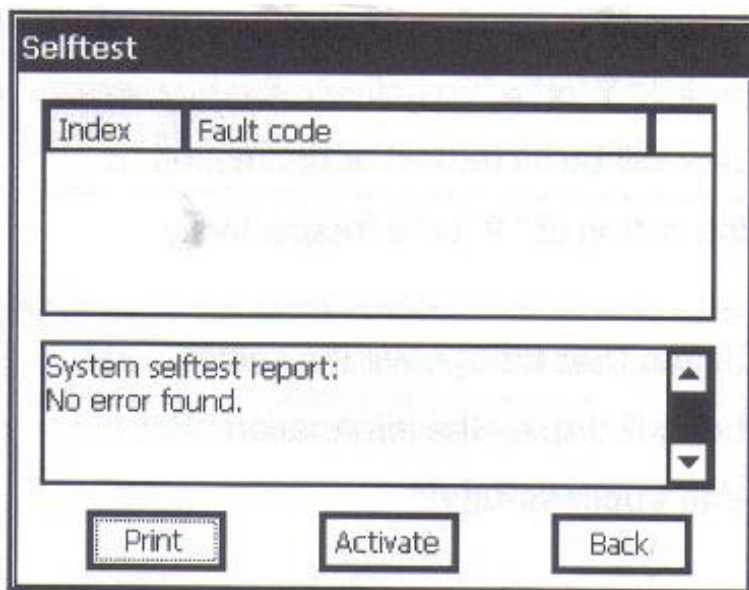 Selftest
Index Fault code
System selftest report:
No error found.
Print Activate Back